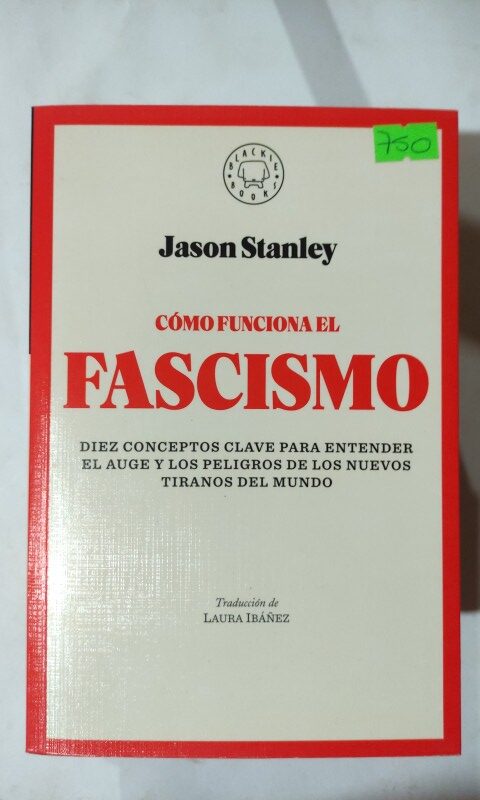 750
BLACKIE BOOKS
Jason Stanley
CÓMO FUNCIONA EL
FASCISMO
DIEZ CONCEPTOS CLAVE PARA ENTENDER
EL AUGE Y LOS PELIGROS DE LOS NUEVOS
TIRANOS DEL MUNDO
Traducción de
LAURA IBÁÑEZ